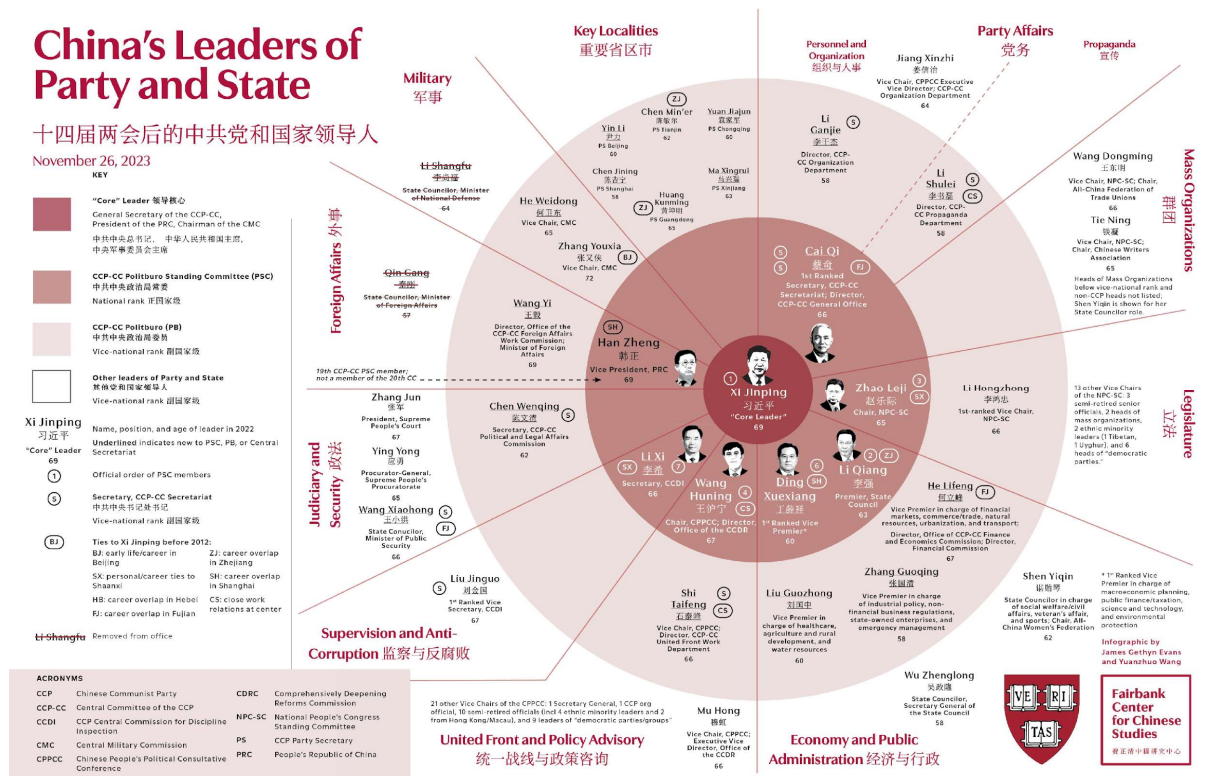 China's Leaders of
Party and State
十四届两会后的中共党和国家领导人
November 26, 2023
KEY
"Core" Leader 领导核心
General Secretary of the CCP-CC,
President of the PRC, Chairman of the CMC
中共中央总书记， 中华人民共和国主席，
中央军事委员会主席
CCP-CC Politburo Standing Committee (PSC)
中共中央政治局常委
National rank 正国家级
CCP-CC Politburo (PB)
中共中央政治局委员
Vice-national rank 副国家级
Other leaders of Party and State
其他党和国家领导人
Vice-national rank 副国家级
Xi Jinping
习近平
"Core" Leader
69
Name, position, and age of leader in 2022
Underlined indicates new to PSC, PB, or Central
Secretariat
1
Official order of PSC members
S
Secretary, CCP-CC Secretariat
中共中央书记处书记
Vice-national rank 副国家级
BJ
Ties to Xi Jinping before 2012:
BJ: early life/career in
Beijing
SX: personal/career ties to
Shaanxi
HB: career overlap in Hebei
FJ: career overlap in Fujian
ZJ: career overlap
in Zhejiang
SH: career overlap
in Shanghai
CS: close work
relations at center
Li Shangfu
Removed from office
ACRONYMS
CCP Chinese Communist Party
CCP-CC Central Committee of the CCP
CCDI CCP Central Commission for Discipline
Inspection
CMC Central Military Commission
CPPCC Chinese People's Political Consultative
Conference
CDRC Comprehensively Deepening
Reforms Commission
NPC-SC National People's Congress
Standing Committee
PS CCP Party Secretary
PRC People's Republic of China
Military
军事
Li Shangfu
李尚福
State Councilor, Minister
of National Defense
64
He Weidong
何卫东
Vice Chair, CMC
65
Zhang Youxia
张又侠
BJ
Vice Chair, CMC
72
Key Localities
重要省区市
ZJ
Chen Min'er
陈敏尔
PS Tianjin
62
Yuan Jiajun
袁家军
PS Chongqing
60
Yin Li
尹力
PS Beijing
60
Chen Jining
陈吉宁
PS Shanghai
58
Ma Xingrui
马兴瑞
PS Xinjiang
63
ZJ
Huang
Kunming
黄坤明
PS Guangdong
65
Party Affairs
党务
Personnel and
Organization
组织与人事
Propaganda
宣传
Jiang Xinzhi
姜信治
Vice Chair, CPPCC Executive
Vice Director; CCP-CC
Organization Department
64
Li
Ganjie
李干杰
S
Director, CCP-
CC Organization
Department
58
Li
Shulei
李书磊
S
CS
Director, CCP-
CC Propaganda
Department
58
S
S
Cai Qi
蔡奇
FJ
1st Ranked
Secretary, CCP-CC
Secretariat; Director,
CCP-CC General Office
66
Mass Organizations
群团
Wang Dongming
王东明
Vice Chair, NPC-SC; Chair,
All-China Federation of
Trade Unions
66
Tie Ning
铁凝
Vice Chair, NPC-SC;
Chair, Chinese Writers
Association
65
Heads of Mass Organizations
below vice-national rank and
non-CCP heads not listed;
Shen Yiqin is shown for her
State Councilor role.
Foreign Affairs 外事
Qin Gang
秦刚
State Councilor, Minister
of Foreign Affairs
57
Wang Yi
王毅
Director, Office of the
CCP-CC Foreign Affairs
Work Commission;
Minister of Foreign
Affairs
69
SH
Han Zheng
韩正
Vice President, PRC
69
19th CCP-CC PSC member;
not a member of the 20th CC
1
Xi Jinping
习近平
"Core Leader"
69
Legislature
立法
Zhao Leji
赵乐际
3
SX
Chair, NPC-SC
65
Li Hongzhong
李鸿忠
1st-ranked Vice Chair,
NPC-SC
66
13 other Vice Chairs
of the NPC-SC: 3
semi-retired senior
officials, 2 heads of
mass organizations,
2 ethnic minority
leaders (1 Tibetan,
1 Uyghur), and 6
heads of "democratic
parties."
Judiciary and
Security 政法
Zhang Jun
张军
President, Supreme
People's Court
67
Ying Yong
应勇
Procurator-General,
Supreme People's
Procuratorate
65
Wang Xiaohong
王小洪
S
FJ
State Conucilor,
Minister of Public
Security
66
Chen Wenqing
陈文清
S
Secretary, CCP-CC
Political and Legal Affairs
Commission
62
Supervision and Anti-
Corruption 监察与反腐败
SX
Li Xi
李希
7
Secretary, CCDI
66
S
Liu Jinguo
刘金国
1st Ranked Vice
Secretary, CCDI
67
Wang
Huning
王沪宁
4
CS
Chair, CPPCC; Director,
Office of the CCDR
67
Shi
Taifeng
石泰峰
S
CS
Vice Chair, CPPCC;
Director, CCP-CC
United Front Work
Department
66
21 other Vice Chairs of the CPPCC: 1 Secretary General, 1 CCP org
official, 10 semi-retired officials (incl 4 ethnic minority leaders and 2
from Hong Kong/Macau), and 9 leaders of "democratic parties/groups"
United Front and Policy Advisory
统一战线与政策咨询
Mu Hong
穆虹
Vice Chair, CPPCC;
Executive Vice
Director, Office of
the CCDR
66
Ding
Xuexiang
丁薛祥
6
SH
1st Ranked Vice
Premier*
60
2
ZJ
Li Qiang
李强
Premier, State
Council
63
He Lifeng
何立峰
FJ
Vice Premier in charge of financial
markets, commerce/trade, natural
resources, urbanization, and transport;
Director, Office of CCP-CC Finance
and Economics Commission; Director,
Financial Commission
67
Zhang Guoqing
张国清
Vice Premier in charge
of industrial policy, non-
financial business regulations,
state-owned enterprises, and
emergency management
58
Liu Guozhong
刘国中
Vice Premier in
charge of healthcare,
agriculture and rural
development, and
water resources
60
Shen Yiqin
谌贻琴
State Councilor in charge
of social welfare/civil
affairs, veteran's affair,
and sports; Chair, All-
China Women's Federation
62
Wu Zhenglong
吴政隆
State Councilor,
Secretary General of
the State Council
58
Economy and Public
Administration 经济与行政
* 1st Ranked Vice
Premier in charge of
macroeconomic planning,
public finance/taxation,
science and technology,
and environmental
protection
Infographic by
James Gethyn Evans
and Yuanzhuo Wang
VE RI
TAS
Fairbank
Center
for Chinese
Studies
费正清中国研究中心